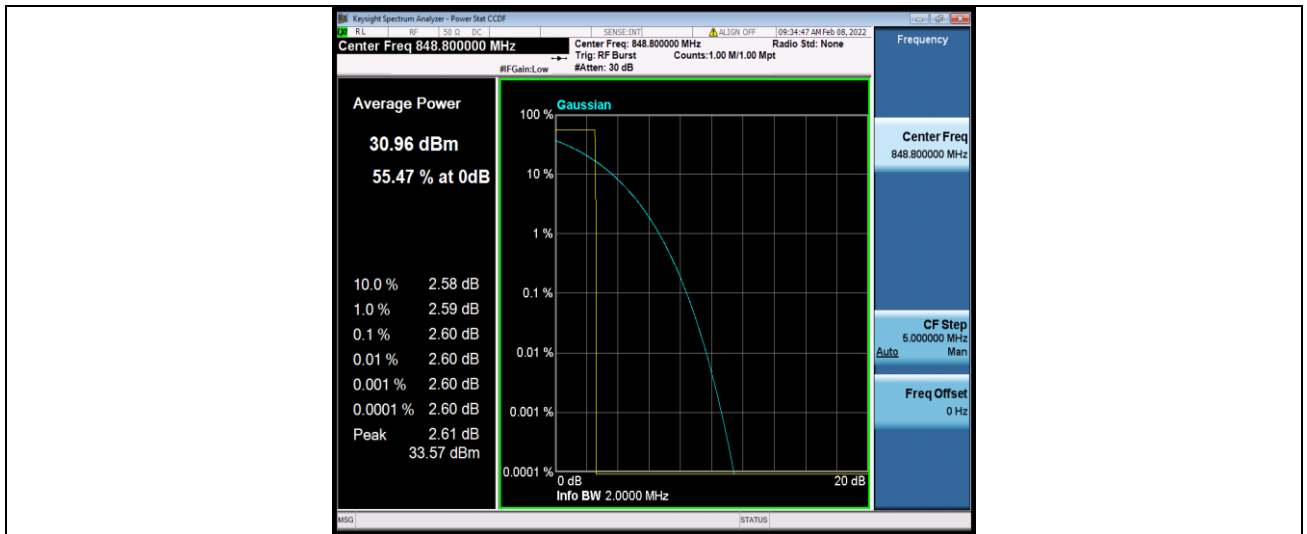 Keysight Spectrum Analyzer - Power Stat CCDF
RL RF 50 Ω DC SENSE:INT ALIGN OFF 09:34:47 AM Feb 08, 2022
Center Freq 848.800000 MHz
Center Freq: 848.800000 MHz Radio Std: None
Trig: RF Burst Counts:1.00 M/1.00 Mpt
#IFGain:Low #Atten: 30 dB
Frequency
Average Power
30.96 dBm
55.47 % at 0dB
10.0 % 2.58 dB
1.0 % 2.59 dB
0.1 % 2.60 dB
0.01 % 2.60 dB
0.001 % 2.60 dB
0.0001 % 2.60 dB
Peak 2.61 dB
33.57 dBm
Gaussian
100 %
10 %
1 %
0.1 %
0.01 %
0.001 %
0.0001 %
0 dB 20 dB
Info BW 2.0000 MHz
Center Freq
848.800000 MHz
CF Step
5.000000 MHz
Auto Man
Freq Offset
0 Hz
MSG STATUS